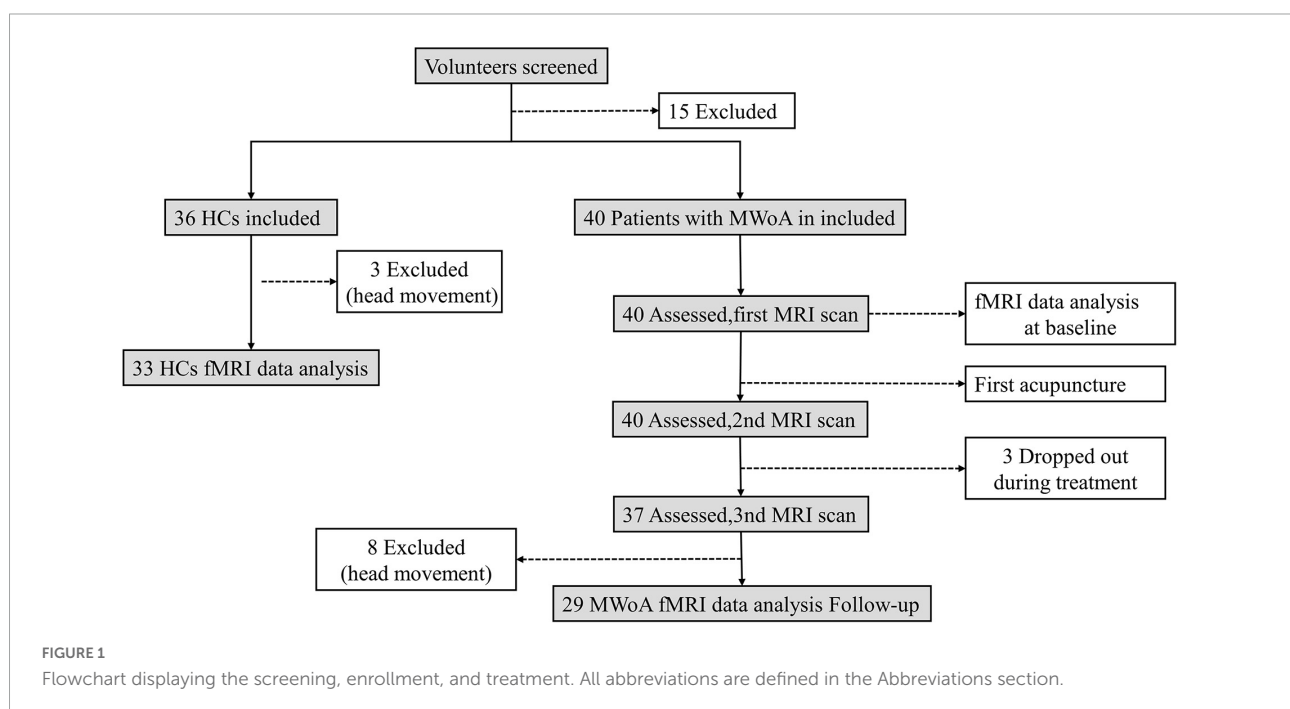 Volunteers screened
15 Excluded
36 HCs included
40 Patients with MWoA in included
3 Excluded
(head movement)
40 Assessed,first MRI scan
fMRI data analysis
at baseline
33 HCs fMRI data analysis
First acupuncture
40 Assessed,2nd MRI scan
3 Dropped out
during treatment
37 Assessed,3nd MRI scan
8 Excluded
(head movement)
29 MWoA fMRI data analysis Follow-up
FIGURE 1
Flowchart displaying the screening, enrollment, and treatment. All abbreviations are defined in the Abbreviations section.